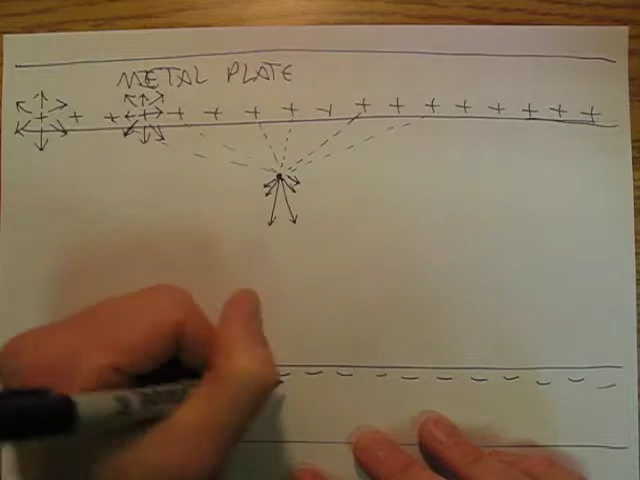 METAL PLATE
+ + + + + + + + + + + + + + + + + +
- - - - - - - - - - -